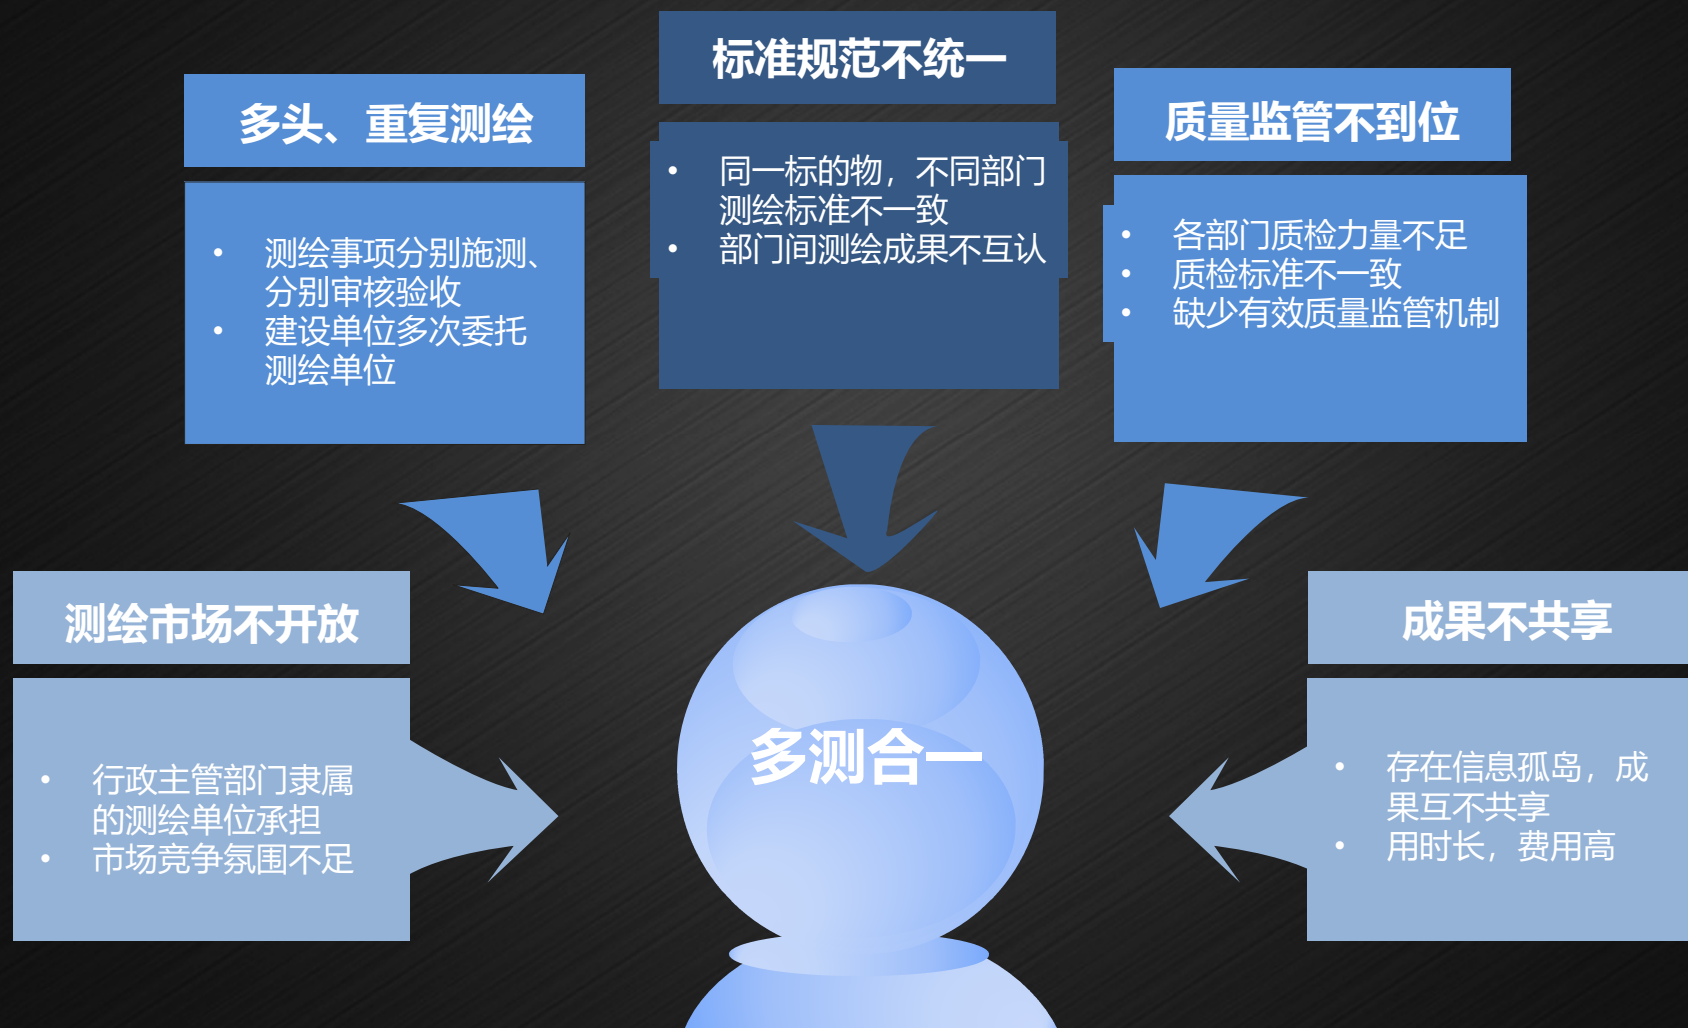 标准规范不统一
• 同一标的物，不同部门
测绘标准不一致
• 部门间测绘成果不互认
多头、重复测绘
• 测绘事项分别施测、
分别审核验收
• 建设单位多次委托
测绘单位
质量监管不到位
• 各部门质检力量不足
• 质检标准不一致
• 缺少有效质量监管机制
测绘市场不开放
• 行政主管部门隶属
的测绘单位承担
• 市场竞争氛围不足
多测合一
成果不共享
• 存在信息孤岛，成
果互不共享
• 用时长，费用高